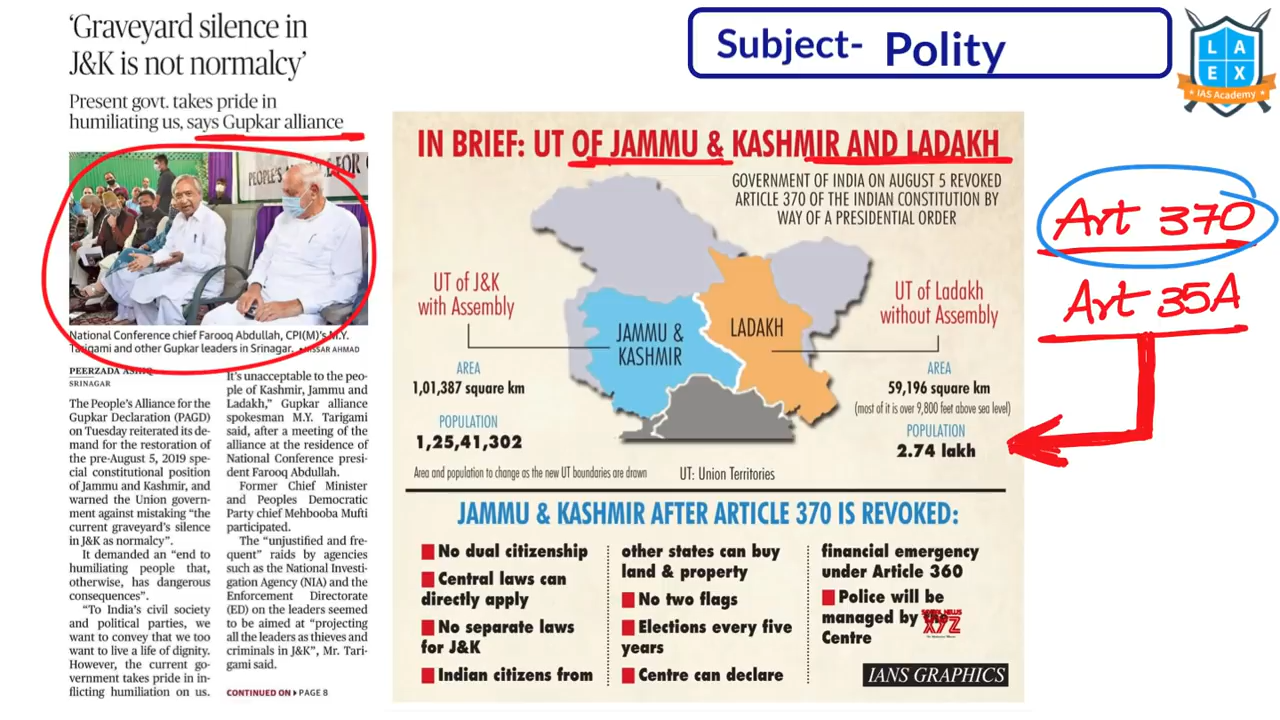 ‘Graveyard silence in
J&K is not normalcy’
Present govt. takes pride in
humiliating us, says Gupkar alliance
PEOPLE'S
National Conference chief Farooq Abdullah, CPI(M)’s M.Y.
Tarigami and other Gupkar leaders in Srinagar. • NISSAR AHMAD
PEERZADA ASHIQ
SRINAGAR
The People’s Alliance for the
Gupkar Declaration (PAGD)
on Tuesday reiterated its de-
mand for the restoration of
the pre-August 5, 2019 spe-
cial constitutional position
of Jammu and Kashmir, and
warned the Union govern-
ment against mistaking “the
current graveyard’s silence
in J&K as normalcy”.
It demanded an “end to
humiliating people that,
otherwise, has dangerous
consequences”.
“To India’s civil society
and political parties, we
want to convey that we too
want to live a life of dignity.
However, the current go-
vernment takes pride in in-
flicting humiliation on us.
It’s unacceptable to the peo-
ple of Kashmir, Jammu and
Ladakh,” Gupkar alliance
spokesman M.Y. Tarigami
said, after a meeting of the
alliance at the residence of
National Conference presi-
dent Farooq Abdullah.
Former Chief Minister
and Peoples Democratic
Party chief Mehbooba Mufti
participated.
The “unjustified and fre-
quent” raids by agencies
such as the National Investi-
gation Agency (NIA) and the
Enforcement Directorate
(ED) on the leaders seemed
to be aimed at “projecting
all the leaders as thieves and
criminals in J&K”, Mr. Tari-
gami said.
CONTINUED ON ▸ PAGE 8
Subject- Polity
L A
E X
IAS Academy
IN BRIEF: UT OF JAMMU & KASHMIR AND LADAKH
GOVERNMENT OF INDIA ON AUGUST 5 REVOKED
ARTICLE 370 OF THE INDIAN CONSTITUTION BY
WAY OF A PRESIDENTIAL ORDER
UT of J&K
with Assembly
JAMMU &
KASHMIR
LADAKH
UT of Ladakh
without Assembly
AREA
1,01,387 square km
POPULATION
1,25,41,302
AREA
59,196 square km
(most of it is over 9,800 feet above sea level)
POPULATION
2.74 lakh
Area and population to change as the new UT boundaries are drawn
UT: Union Territories
JAMMU & KASHMIR AFTER ARTICLE 370 IS REVOKED:
No dual citizenship
Central laws can
directly apply
No separate laws
for J&K
Indian citizens from
other states can buy
land & property
No two flags
Elections every five
years
Centre can declare
financial emergency
under Article 360
Police will be
managed by the
Centre
XYZ
IANS GRAPHICS
Art 370
Art 35A